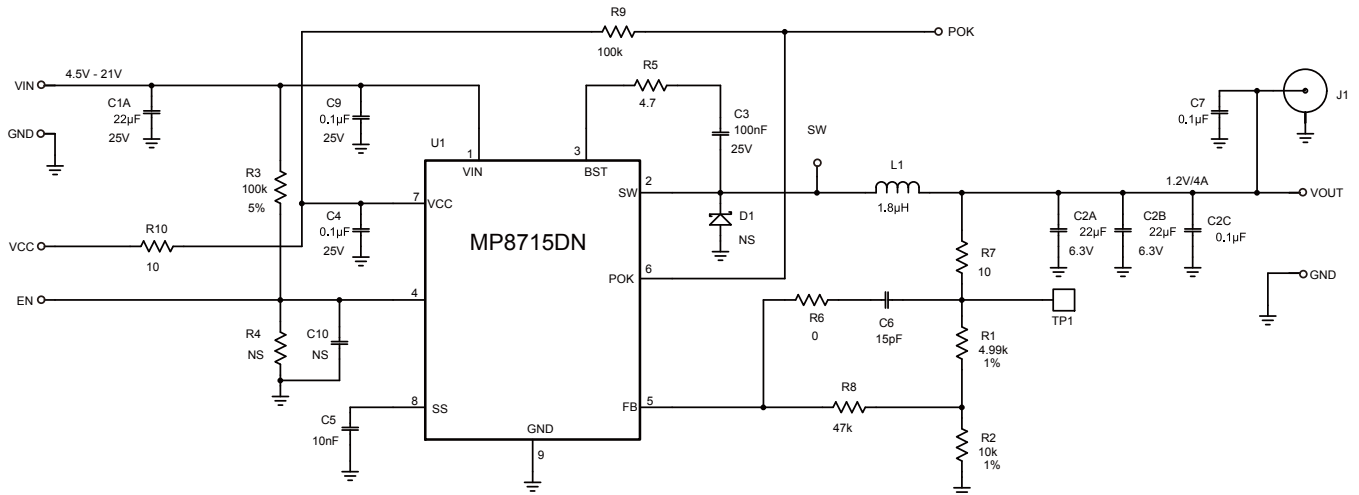 R9
100k
POK
VIN
4.5V - 21V
C1A
22µF
25V
GND
C9
0.1µF
25V
R5
4.7
C3
100nF
25V
SW
C7
0.1µF
J1
U1
1
VIN
3
BST
R3
100k
5%
7
VCC
SW
2
L1
1.8µH
1.2V/4A
VOUT
C4
0.1µF
25V
MP8715DN
D1
NS
C2A
22µF
6.3V
C2B
22µF
6.3V
C2C
0.1µF
VCC
R10
10
R7
10
POK
6
GND
EN
4
R6
0
C6
15pF
TP1
R4
NS
C10
NS
R1
4.99k
1%
C5
10nF
8
SS
FB
5
R8
47k
GND
9
R2
10k
1%